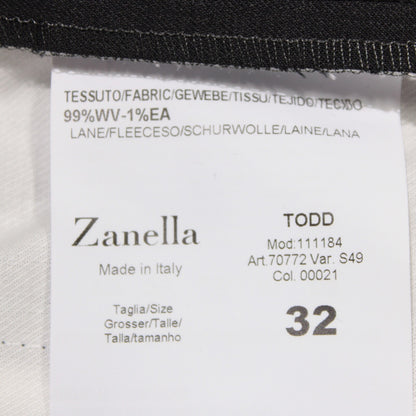 TESSUTO/FABRIC/GEWEBE/TISSU/TEJIDO/TECIDO
99%WV-1%EA
LANE/FLEECESO/SCHURWOLLE/LAINE/LANA
Zanella
Made in Italy
TODD
Mod:111184
Art.70772 Var. S49
Col. 00021
Taglia/Size
Grosser/Talle/
Talla/tamanho
32